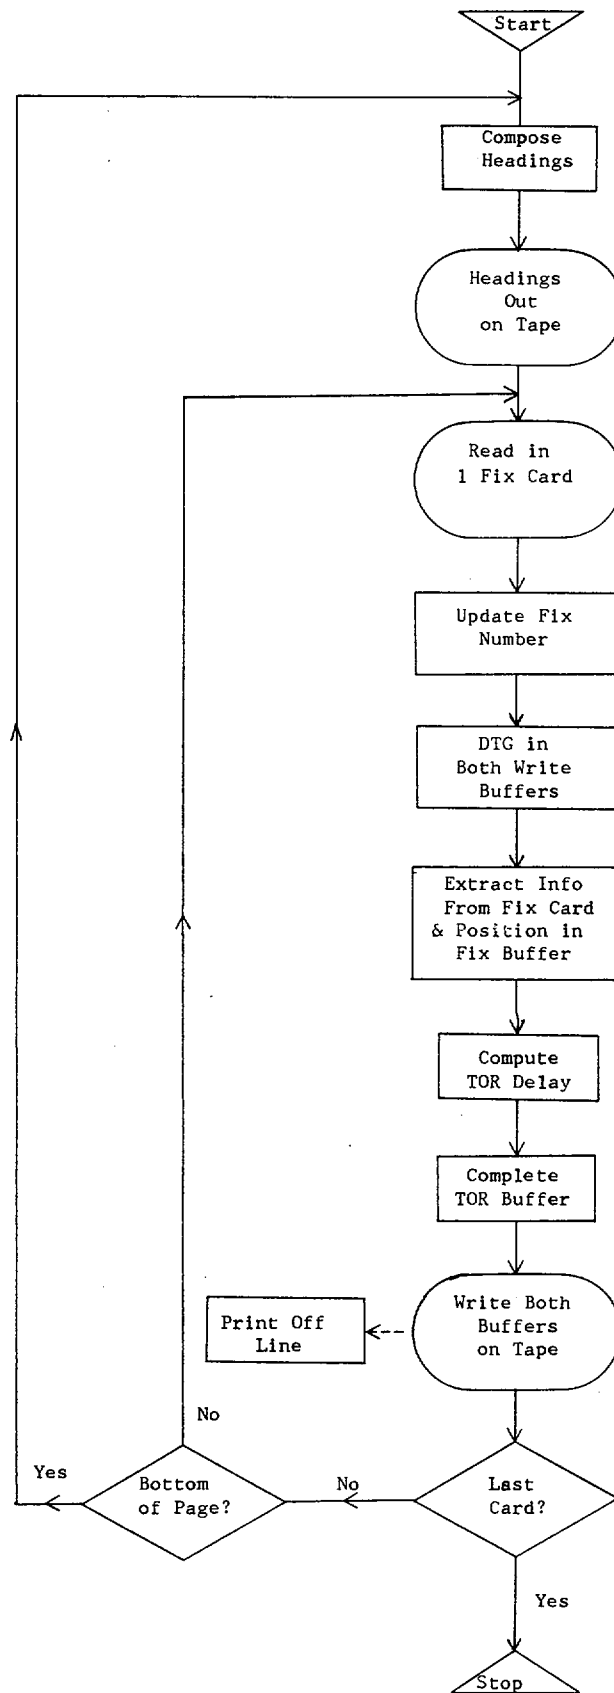 Start
Compose
Headings
Headings
Out
on Tape
Read in
1 Fix Card
Update Fix
Number
DTG in
Both Write
Buffers
Extract Info
From Fix Card
& Position in
Fix Buffer
Compute
TOR Delay
Complete
TOR Buffer
Write Both
Buffers
on Tape
Print Off
Line
No
Yes
Bottom
of Page?
No
Last
Card?
Yes
Stop